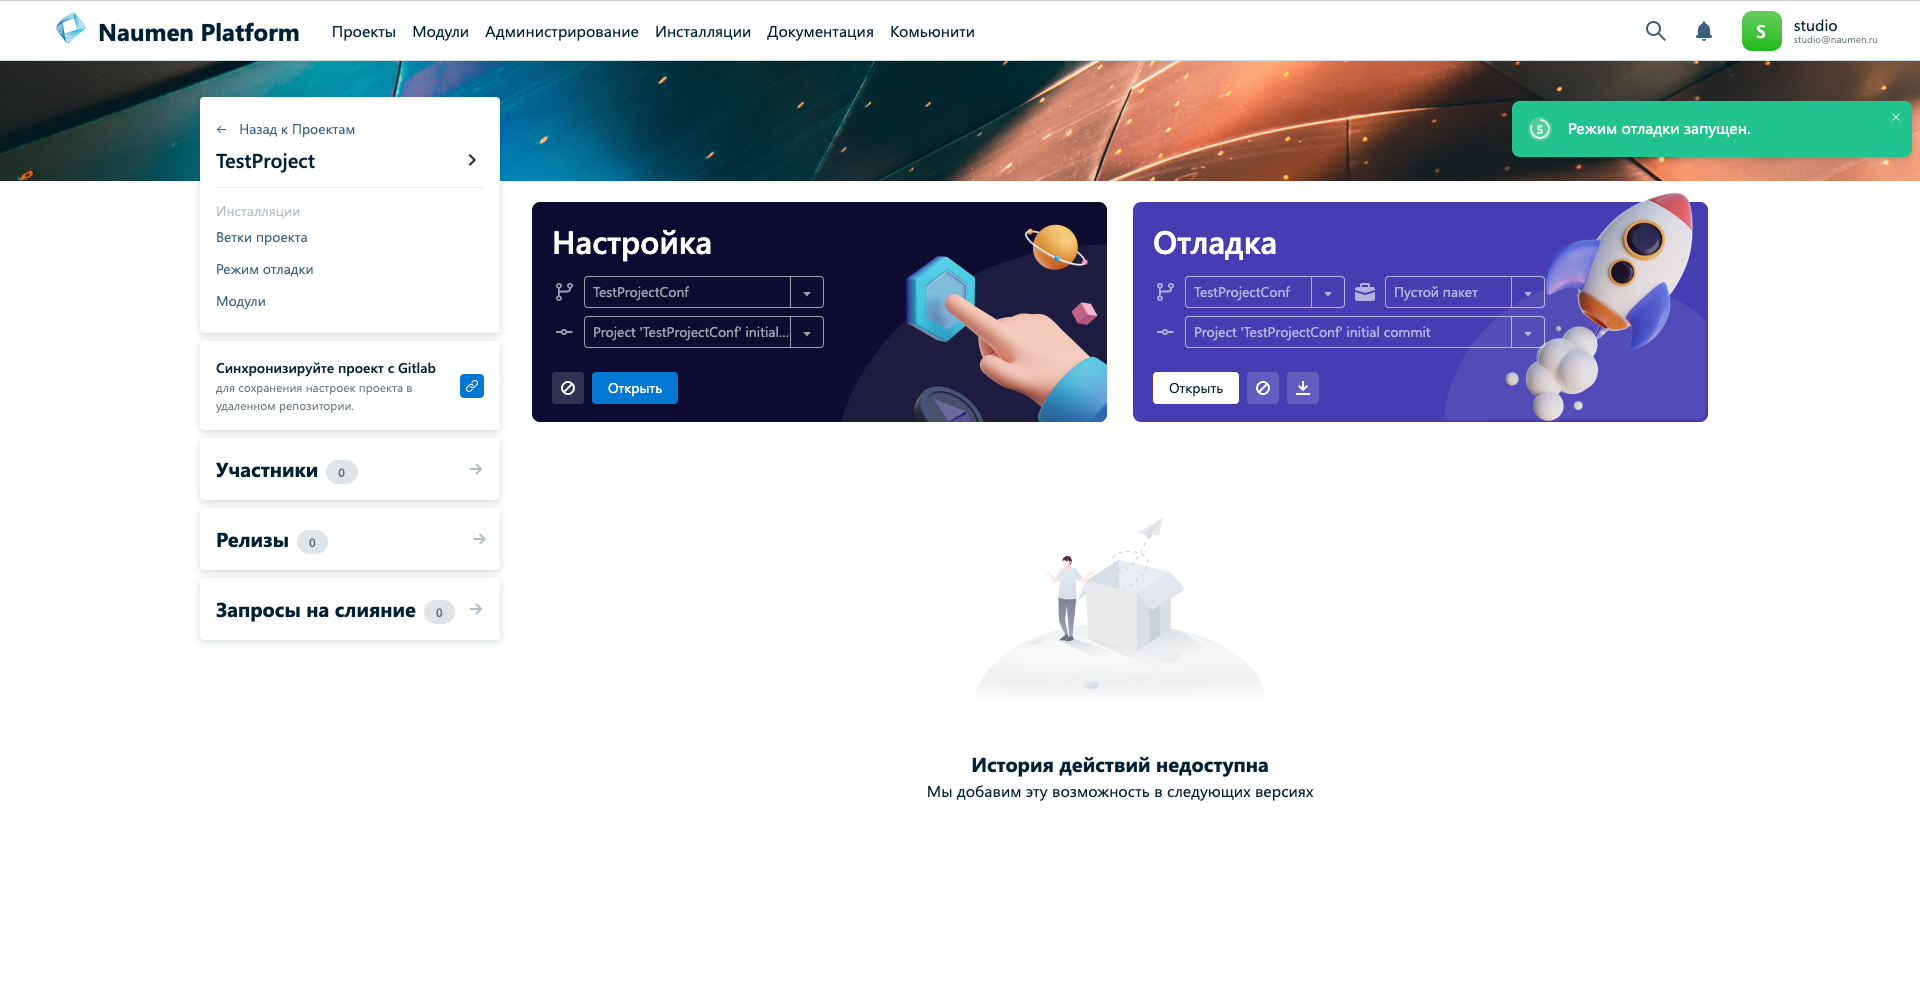 Naumen Platform
Проекты
Модули
Администрирование
Инсталляции
Документация
Комьюнити
S
studio
studio@naumen.ru
5
Режим отладки запущен.
Назад к Проектам
TestProject
Инсталляции
Ветки проекта
Режим отладки
Модули
Синхронизируйте проект с Gitlab
для сохранения настроек проекта в
удаленном репозитории.
Участники 0
Релизы 0
Запросы на слияние 0
Настройка
TestProjectConf
Project 'TestProjectConf' initial...
Открыть
Отладка
TestProjectConf
Пустой пакет
Project 'TestProjectConf' initial commit
Открыть
История действий недоступна
Мы добавим эту возможность в следующих версиях